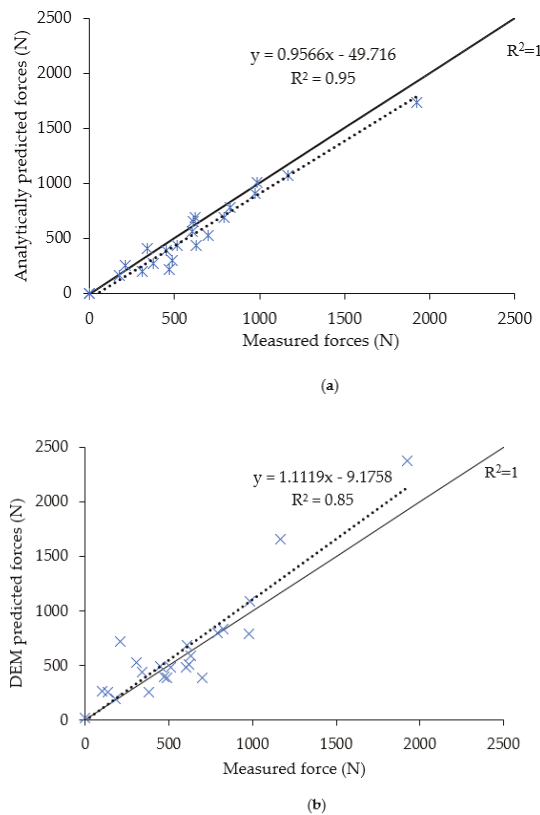 2500
2000
1500
1000
500
0
Analytically predicted forces (N)
y = 0.9566x - 49.716
R² = 0.95
R²=1
0 500 1000 1500 2000 2500
Measured forces (N)
(a)
2500
2000
1500
1000
500
0
DEM predicted forces (N)
y = 1.1119x - 9.1758
R² = 0.85
R²=1
0 500 1000 1500 2000 2500
Measured force (N)
(b)